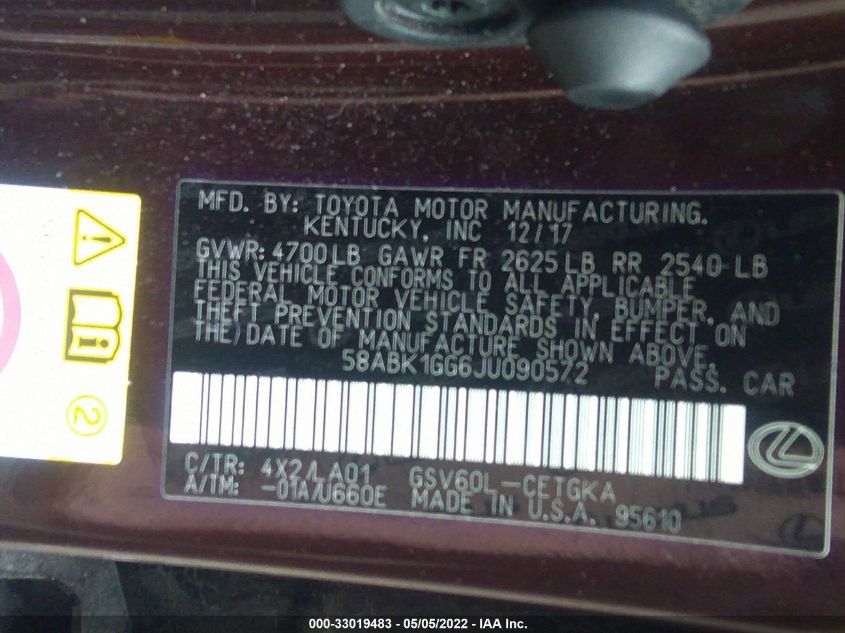 MFD. BY: TOYOTA MOTOR MANUFACTURING.
KENTUCKY, INC 12/17
GVWR: 4700 LB GAWR FR 2625 LB RR 2540 LB
THIS VEHICLE CONFORMS TO ALL APPLICABLE
FEDERAL MOTOR VEHICLE SAFETY, BUMPER, AND
THEFT PREVENTION STANDARDS IN EFFECT ON
THE DATE OF MANUFACTURE SHOWN ABOVE.
58ABK1GG6JU090572 PASS. CAR
C/TR: 4X2/LA01 GSV60L-CETGKA
A/TM: -01A/U660E MADE IN U.S.A. 95610
2
000-33019483 - 05/05/2022 - IAA Inc.